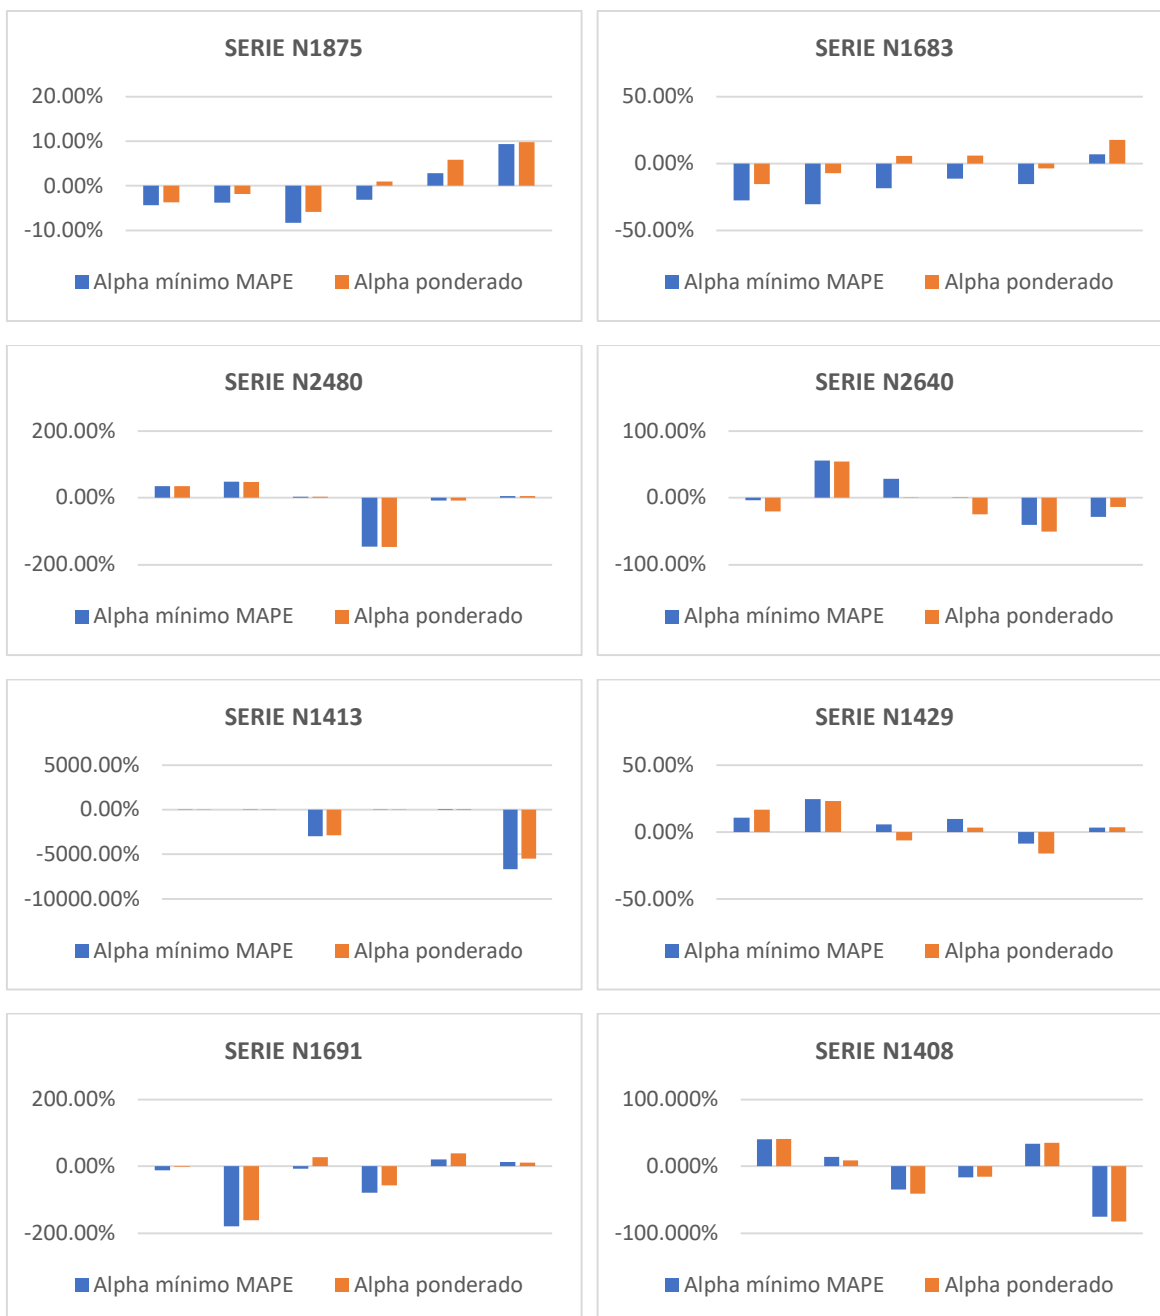 SERIE N1875
20.00%
10.00%
0.00%
-10.00%
Alpha mínimo MAPE Alpha ponderado
SERIE N1683
50.00%
0.00%
-50.00%
Alpha mínimo MAPE Alpha ponderado
SERIE N2480
200.00%
0.00%
-200.00%
Alpha mínimo MAPE Alpha ponderado
SERIE N2640
100.00%
0.00%
-100.00%
Alpha mínimo MAPE Alpha ponderado
SERIE N1413
5000.00%
0.00%
-5000.00%
-10000.00%
Alpha mínimo MAPE Alpha ponderado
SERIE N1429
50.00%
0.00%
-50.00%
Alpha mínimo MAPE Alpha ponderado
SERIE N1691
200.00%
0.00%
-200.00%
Alpha mínimo MAPE Alpha ponderado
SERIE N1408
100.000%
0.000%
-100.000%
Alpha mínimo MAPE Alpha ponderado